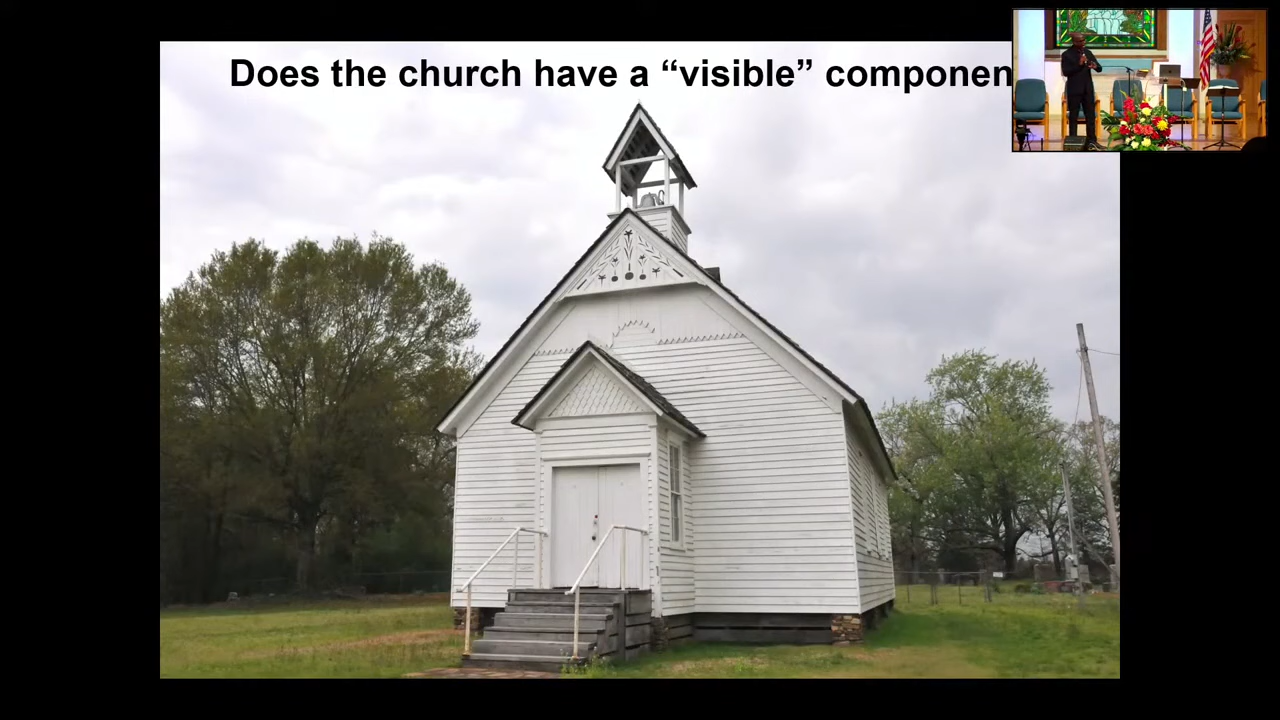 Does the church have a “visible” componen